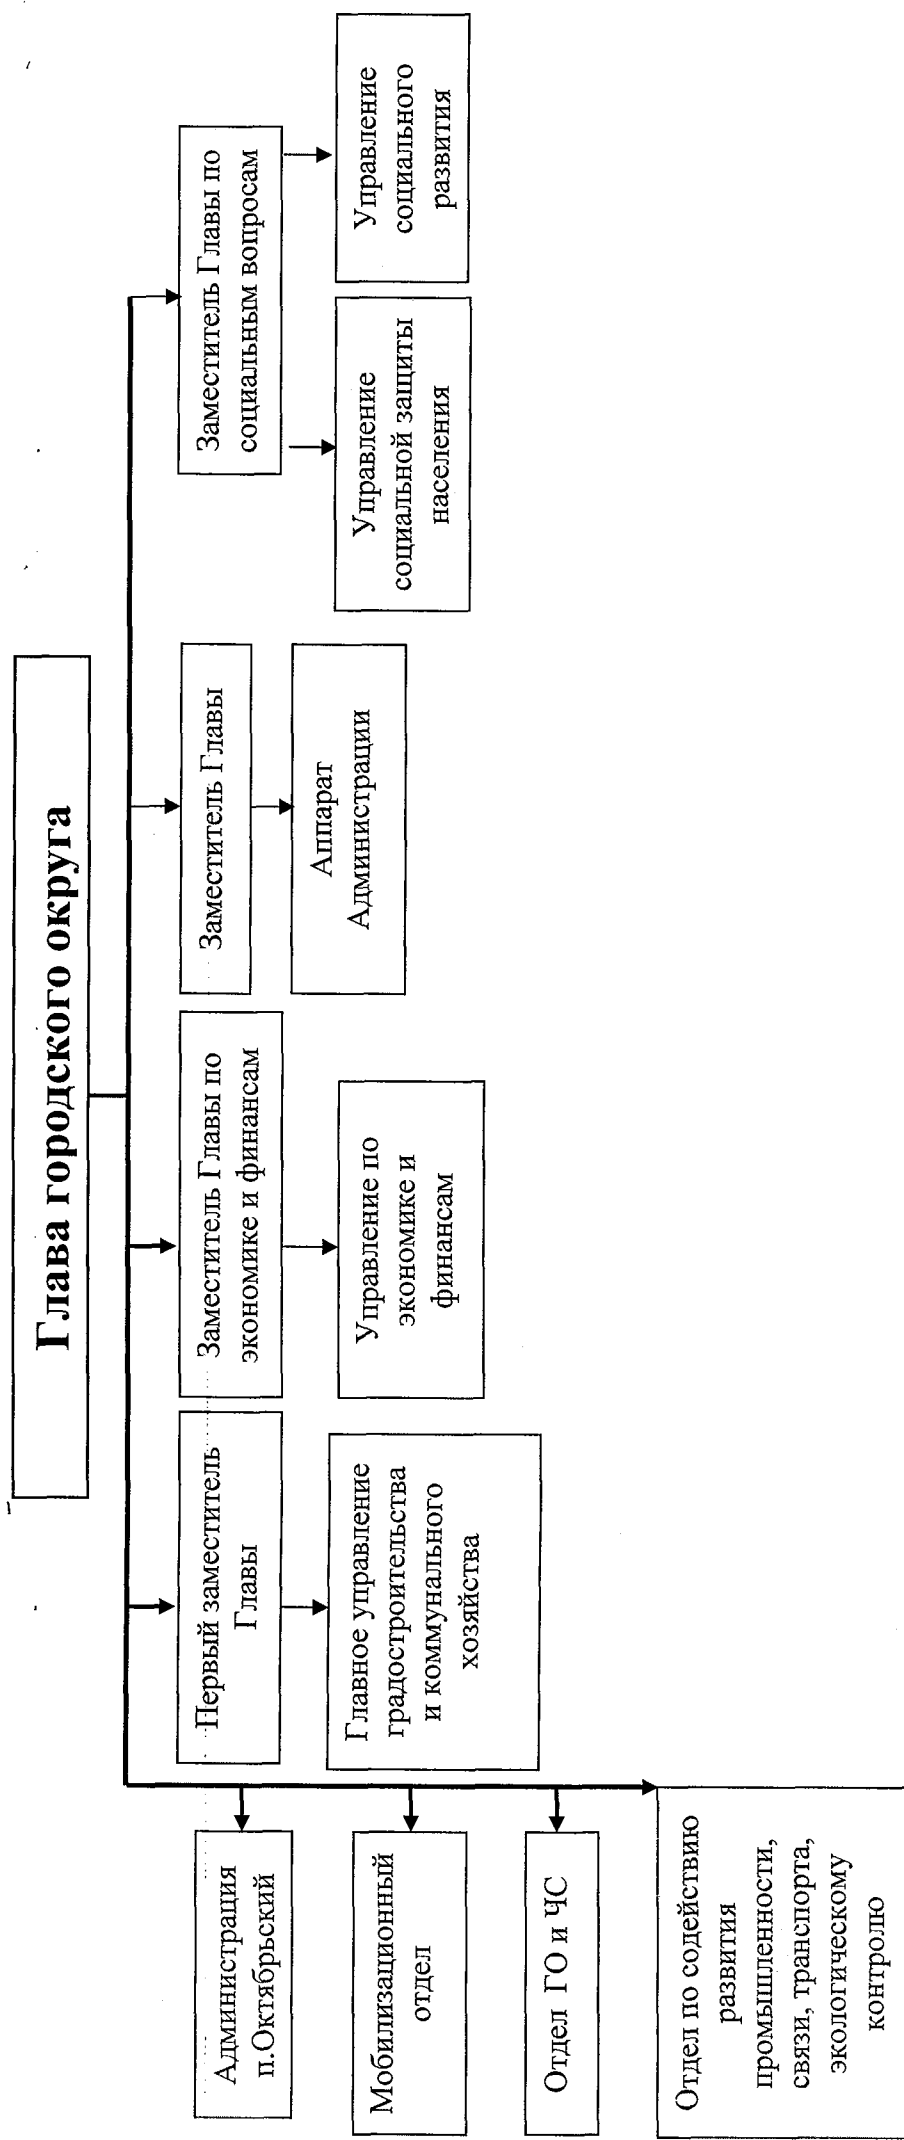 Глава городского округа
Первый заместитель
Главы
Заместитель Главы по
экономике и финансам
Заместитель Главы
Заместитель Главы по
социальным вопросам
Главное управление
градостроительства
и коммунального
хозяйства
Управление по
экономике и
финансам
Аппарат
Администрации
Управление
социальной защиты
населения
Управление
социального
развития
Администрация
п.Октябрьский
Мобилизационный
отдел
Отдел ГО и ЧС
Отдел по содействию
развития
промышленности,
связи, транспорта,
экологическому
контролю